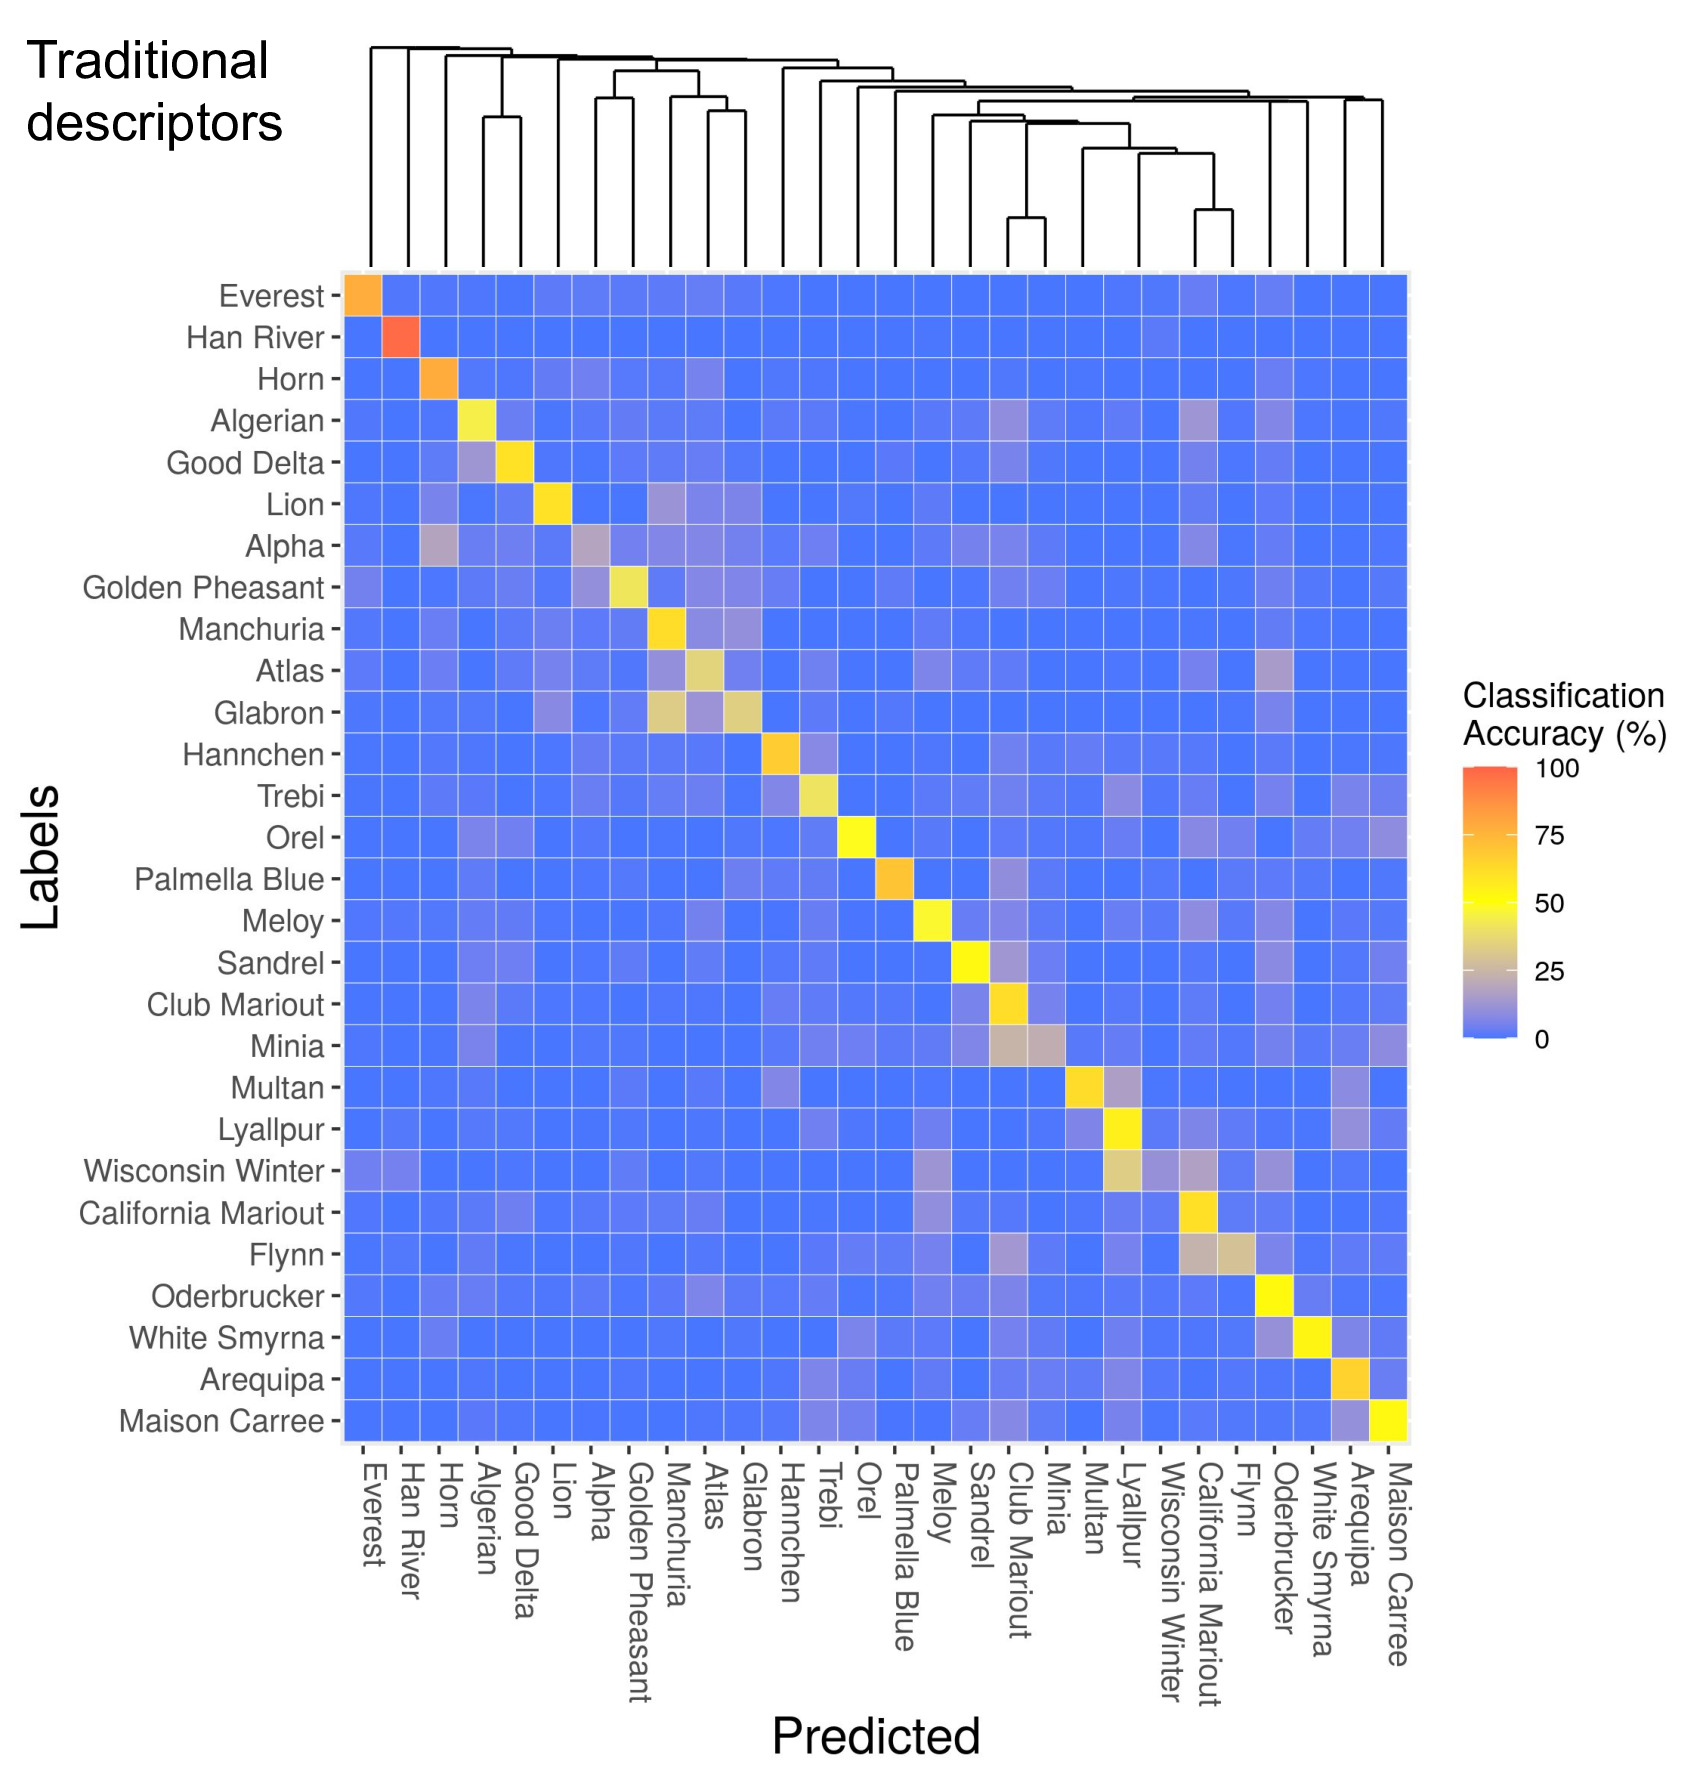 Traditional
descriptors
Everest
Han River
Horn
Algerian
Good Delta
Lion
Alpha
Golden Pheasant
Manchuria
Atlas
Glabron
Hannchen
Trebi
Orel
Palmella Blue
Meloy
Sandrel
Club Mariout
Minia
Multan
Lyallpur
Wisconsin Winter
California Mariout
Flynn
Oderbrucker
White Smyrna
Arequipa
Maison Carree
Labels
Everest
Han River
Horn
Algerian
Good Delta
Lion
Alpha
Golden Pheasant
Manchuria
Atlas
Glabron
Hannchen
Trebi
Orel
Palmella Blue
Meloy
Sandrel
Club Mariout
Minia
Multan
Lyallpur
Wisconsin Winter
California Mariout
Flynn
Oderbrucker
White Smyrna
Arequipa
Maison Carree
Predicted
Classification
Accuracy (%)
100
75
50
25
0